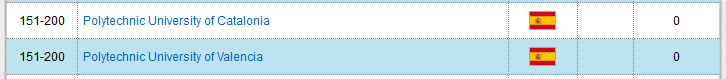 151-200 Polytechnic University of Catalonia 0
151-200 Polytechnic University of Valencia 0